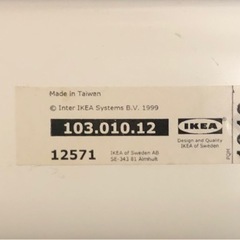 Made in Taiwan
© Inter IKEA Systems B.V. 1999
103.010.12
IKEA
Design and Quality
IKEA of Sweden
12571
IKEA of Sweden AB
SE-343 81 Älmhult